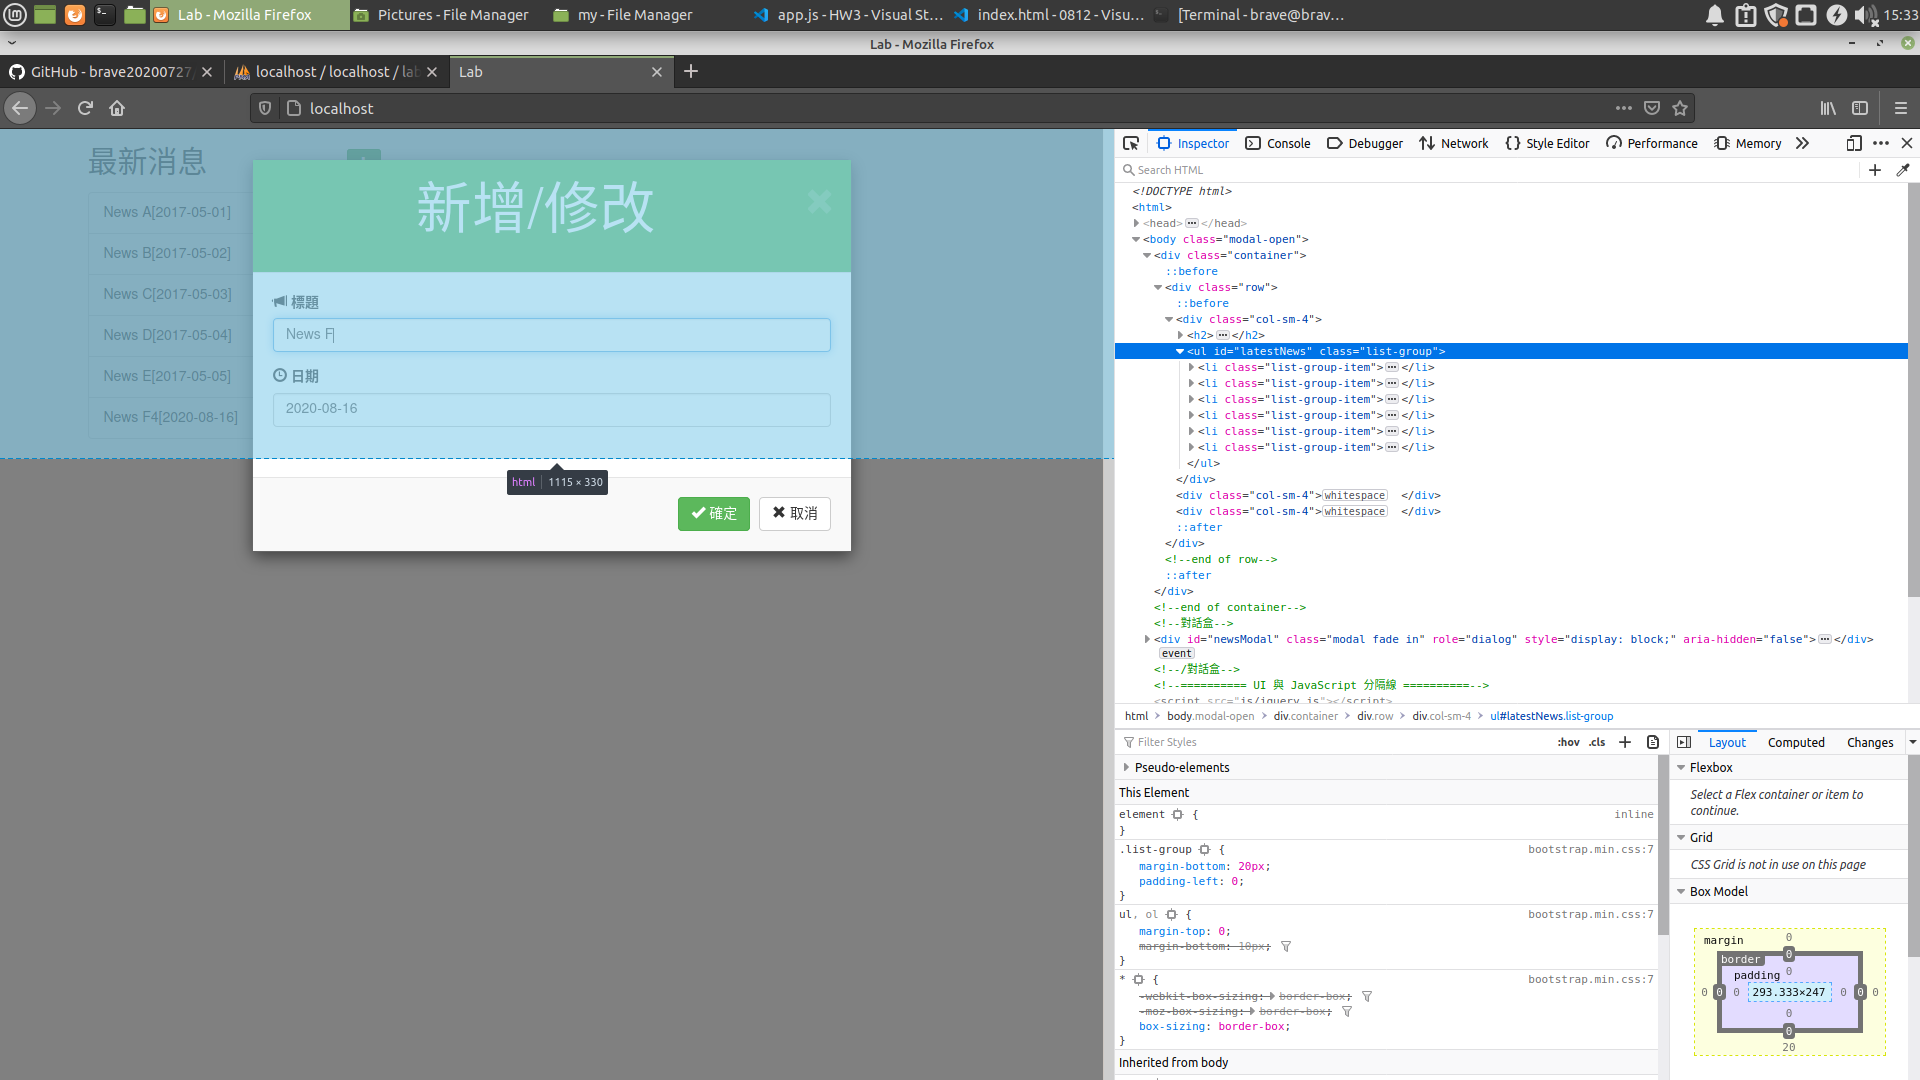 Lab - Mozilla Firefox
Pictures - File Manager
my - File Manager
app.js - HW3 - Visual St...
index.html - 0812 - Visu...
[Terminal - brave@brav...
15:33
Lab - Mozilla Firefox
GitHub - brave20200727/
localhost / localhost / lab
Lab
localhost
最新消息
News A[2017-05-01]
News B[2017-05-02]
News C[2017-05-03]
News D[2017-05-04]
News E[2017-05-05]
News F4[2020-08-16]
新增/修改
標題
News F
日期
2020-08-16
html 1115 × 330
確定
取消
Inspector
Console
Debugger
Network
Style Editor
Performance
Memory
Search HTML
<!DOCTYPE html>
<html>
<head> </head>
<body class="modal-open">
<div class="container">
::before
<div class="row">
::before
<div class="col-sm-4">
<h2> </h2>
<ul id="latestNews" class="list-group">
<li class="list-group-item"> </li>
<li class="list-group-item"> </li>
<li class="list-group-item"> </li>
<li class="list-group-item"> </li>
<li class="list-group-item"> </li>
<li class="list-group-item"> </li>
</ul>
</div>
<div class="col-sm-4"> whitespace </div>
<div class="col-sm-4"> whitespace </div>
::after
</div>
<!--end of row-->
::after
</div>
<!--end of container-->
<!--對話盒-->
<div id="newsModal" class="modal fade in" role="dialog" style="display: block;" aria-hidden="false"> </div>
event
<!--/對話盒-->
<!--========== UI 與 JavaScript 分隔線 ==========-->
<script src="js/jquery.js"></script>
html > body.modal-open > div.container > div.row > div.col-sm-4 > ul#latestNews.list-group
Filter Styles
:hov .cls
Pseudo-elements
This Element
element {
inline
}
.list-group {
bootstrap.min.css:7
margin-bottom: 20px;
padding-left: 0;
}
ul, ol {
bootstrap.min.css:7
margin-top: 0;
margin-bottom: 10px;
}
* {
bootstrap.min.css:7
-webkit-box-sizing: border-box;
-moz-box-sizing: border-box;
box-sizing: border-box;
}
Inherited from body
Layout
Computed
Changes
Flexbox
Select a Flex container or item to
continue.
Grid
CSS Grid is not in use on this page
Box Model
margin
0
border
0
padding
0
0 0 0 293.333×247 0 0 0
0
0
20